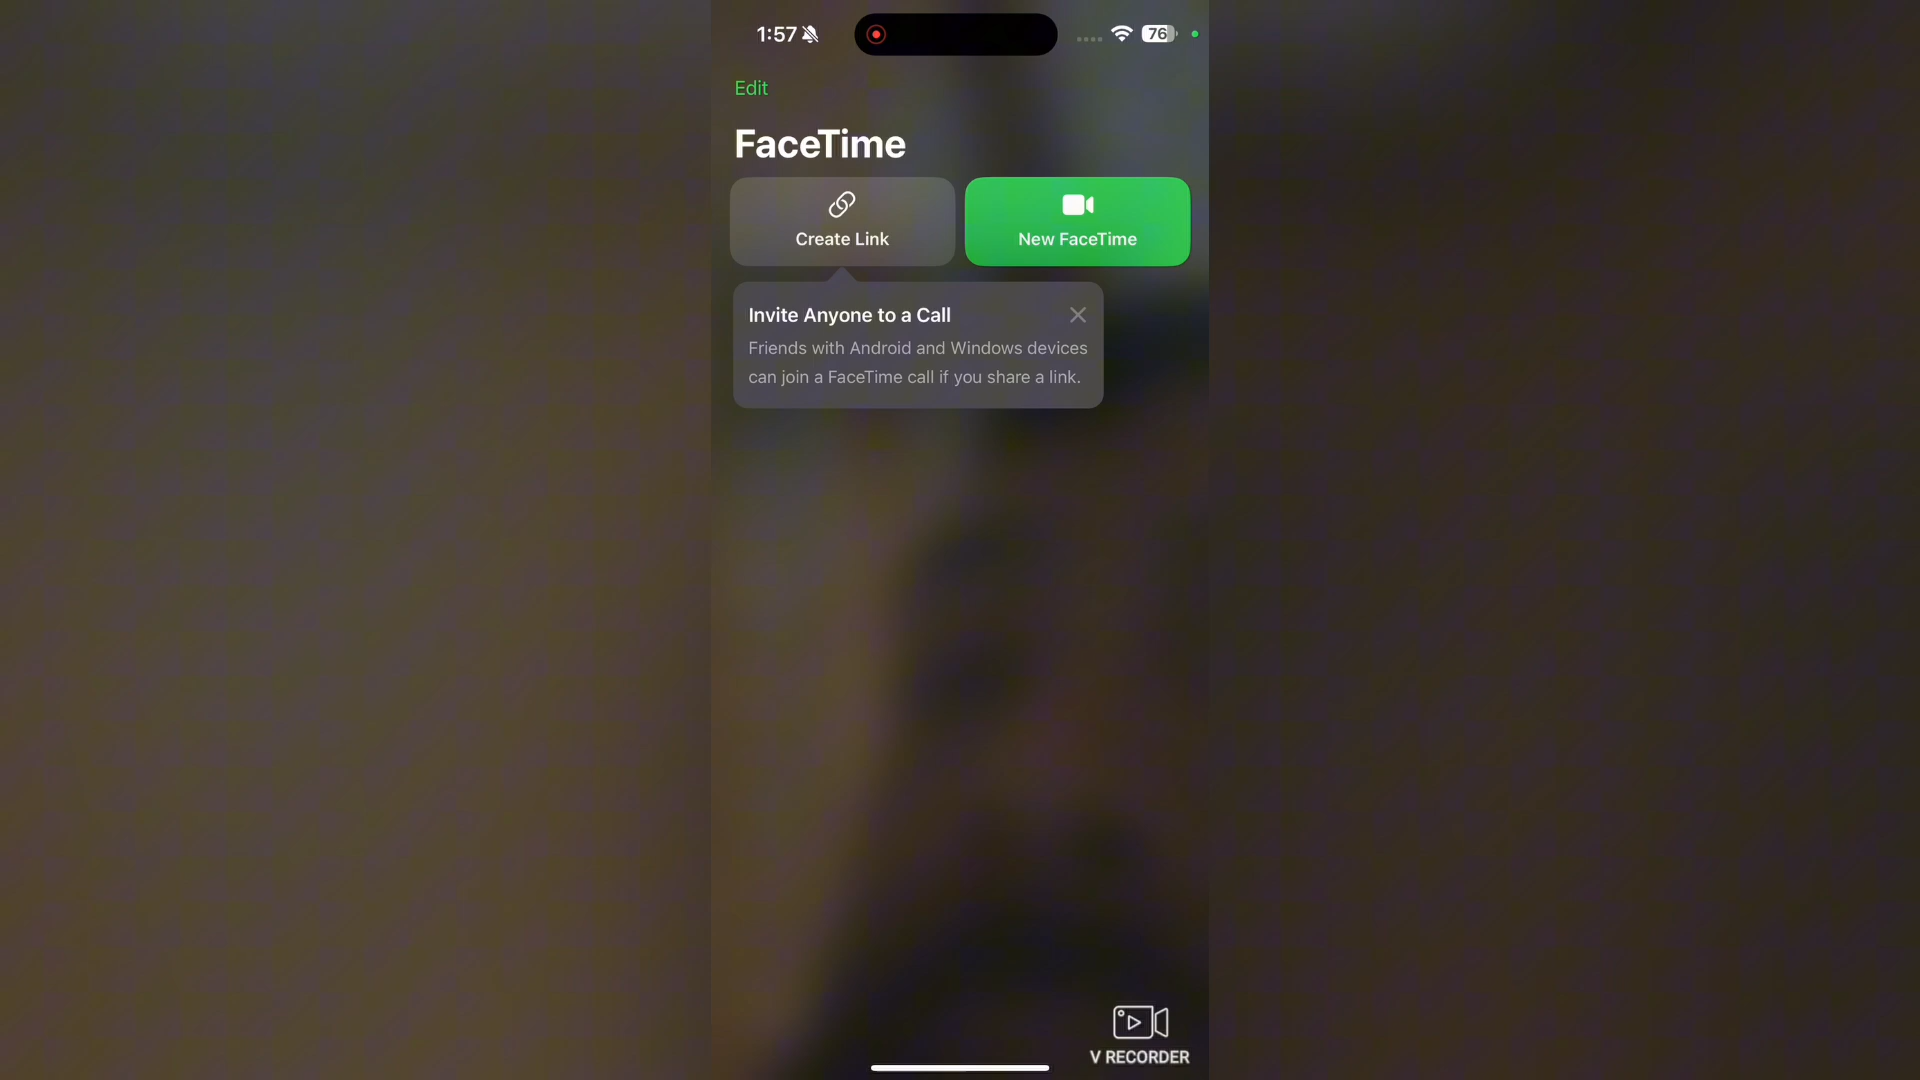 1:57
76
Edit
FaceTime
Create Link
New FaceTime
Invite Anyone to a Call
Friends with Android and Windows devices
can join a FaceTime call if you share a link.
V RECORDER